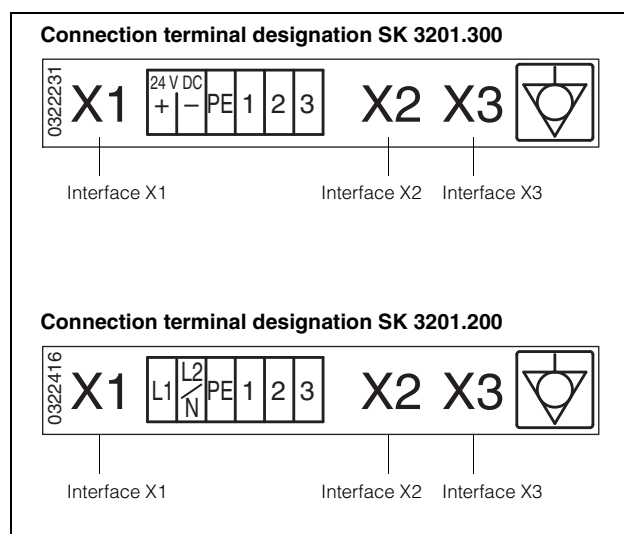 Connection terminal designation SK 3201.300
0322231
X1 24 V DC + − PE 1 2 3 X2 X3
Interface X1 Interface X2 Interface X3
Connection terminal designation SK 3201.200
0322416
X1 L1 L2/N PE 1 2 3 X2 X3
Interface X1 Interface X2 Interface X3